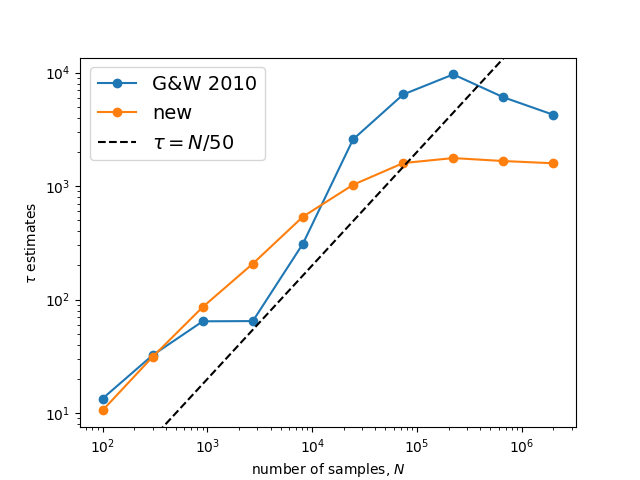 G&W 2010
new
τ = N/50
10⁴
10³
10²
10¹
τ estimates
10² 10³ 10⁴ 10⁵ 10⁶
number of samples, N